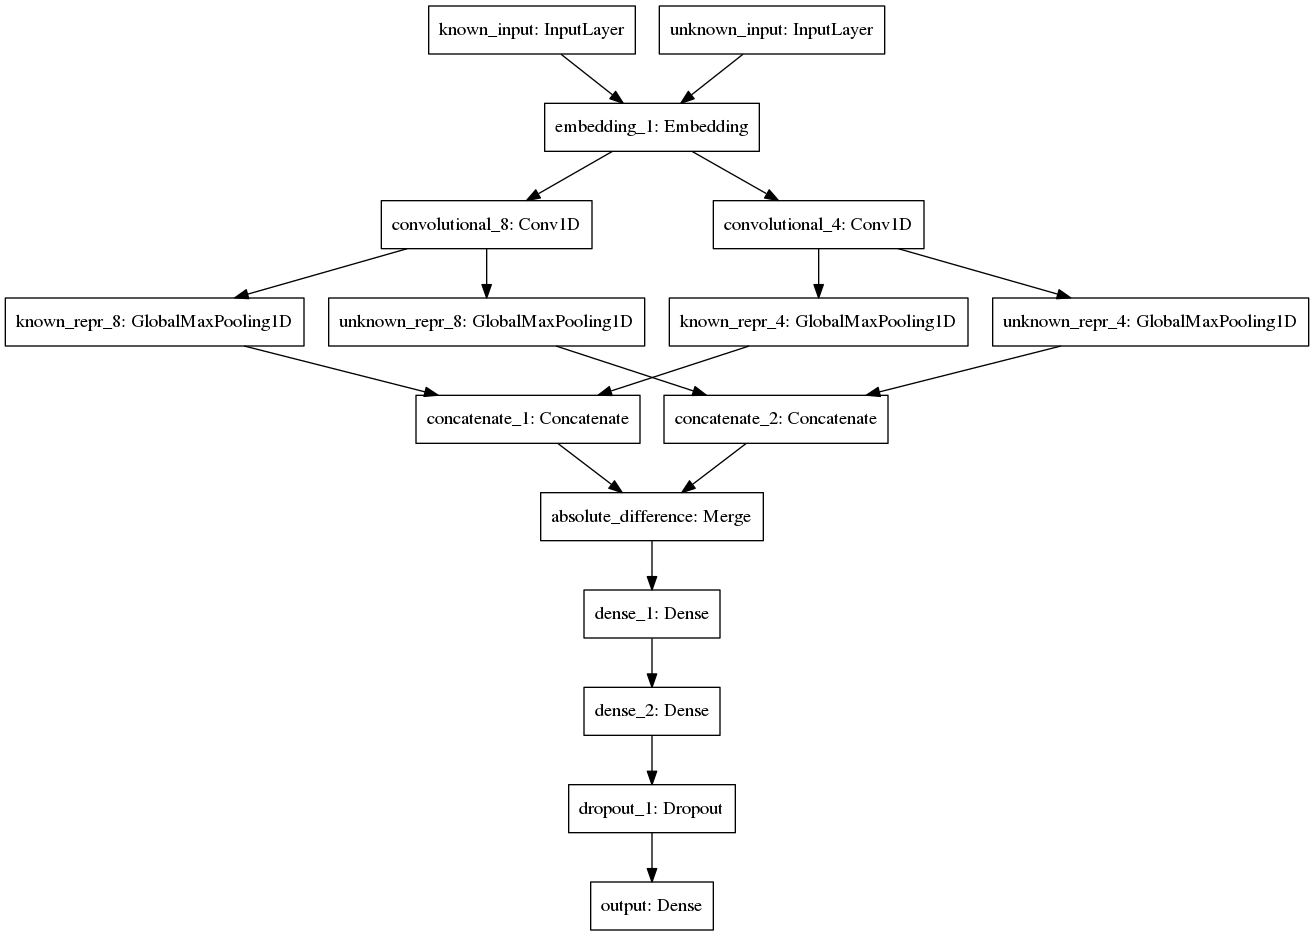 known_input: InputLayer
unknown_input: InputLayer
embedding_1: Embedding
convolutional_8: Conv1D
convolutional_4: Conv1D
known_repr_8: GlobalMaxPooling1D
unknown_repr_8: GlobalMaxPooling1D
known_repr_4: GlobalMaxPooling1D
unknown_repr_4: GlobalMaxPooling1D
concatenate_1: Concatenate
concatenate_2: Concatenate
absolute_difference: Merge
dense_1: Dense
dense_2: Dense
dropout_1: Dropout
output: Dense